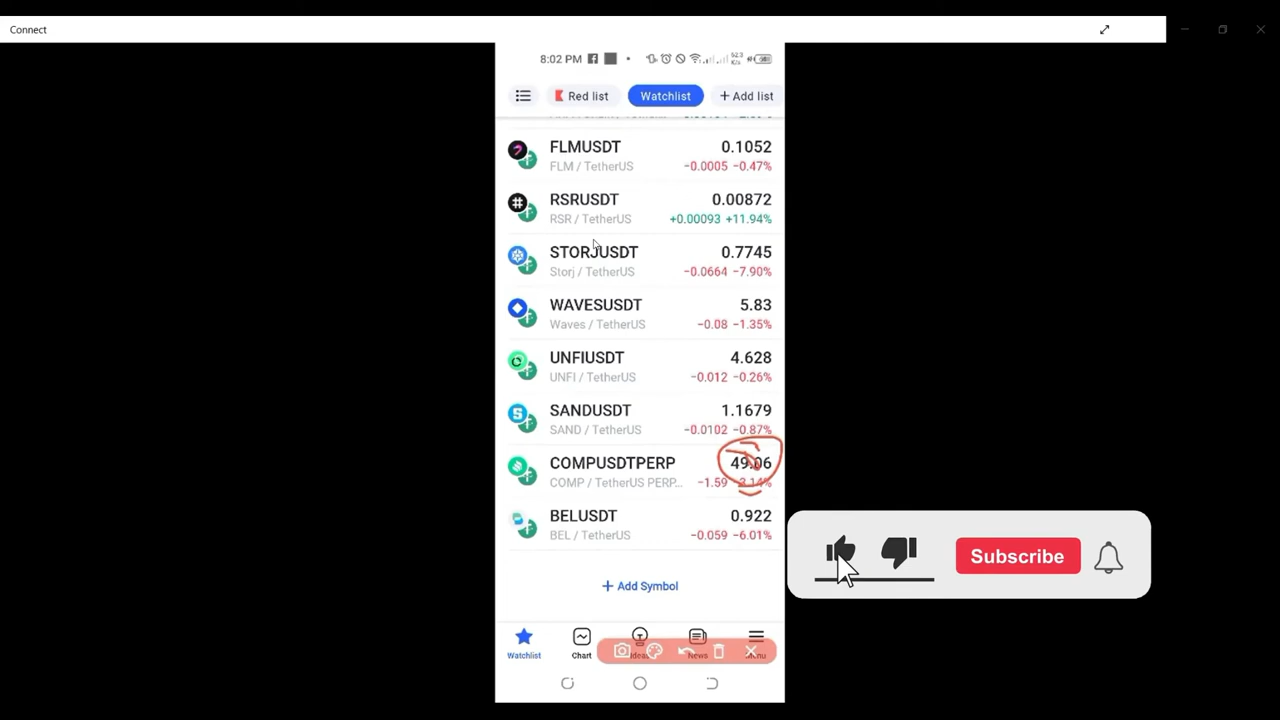 Connect
8:02 PM
Red list
Watchlist
+ Add list
FLMUSDT
0.1052
FLM / TetherUS
−0.0005 −0.47%
RSRUSDT
0.00872
RSR / TetherUS
+0.00093 +11.94%
STORJUSDT
0.7745
Storj / TetherUS
−0.0664 −7.90%
WAVESUSDT
5.83
Waves / TetherUS
−0.08 −1.35%
UNFIUSDT
4.628
UNFI / TetherUS
−0.012 −0.26%
SANDUSDT
1.1679
SAND / TetherUS
−0.0102 −0.87%
COMPUSDTPERP
49.06
COMP / TetherUS PERP...
−1.59
BELUSDT
0.922
BEL / TetherUS
−0.059 −6.01%
+ Add Symbol
Subscribe
Watchlist
Chart
News